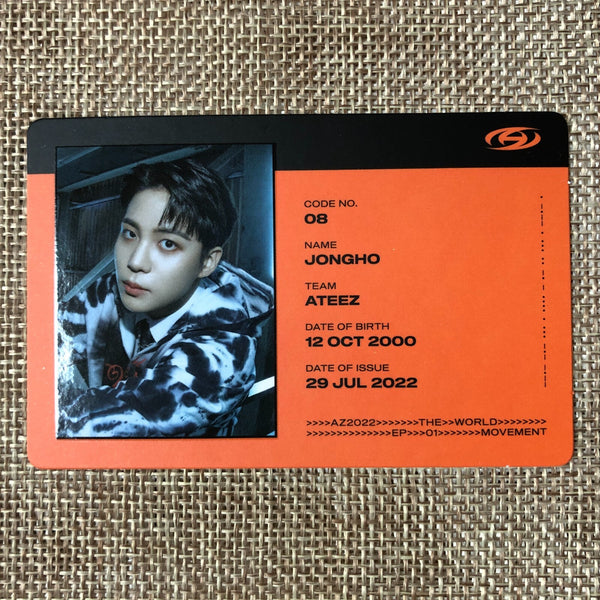 CODE NO.
08
NAME
JONGHO
TEAM
ATEEZ
DATE OF BIRTH
12 OCT 2000
DATE OF ISSUE
29 JUL 2022
>>>>AZ2022>>>>>>>THE>>WORLD>>>>>>>>
>>>>>>>>>>>>>>EP>>>01>>>>>>>MOVEMENT